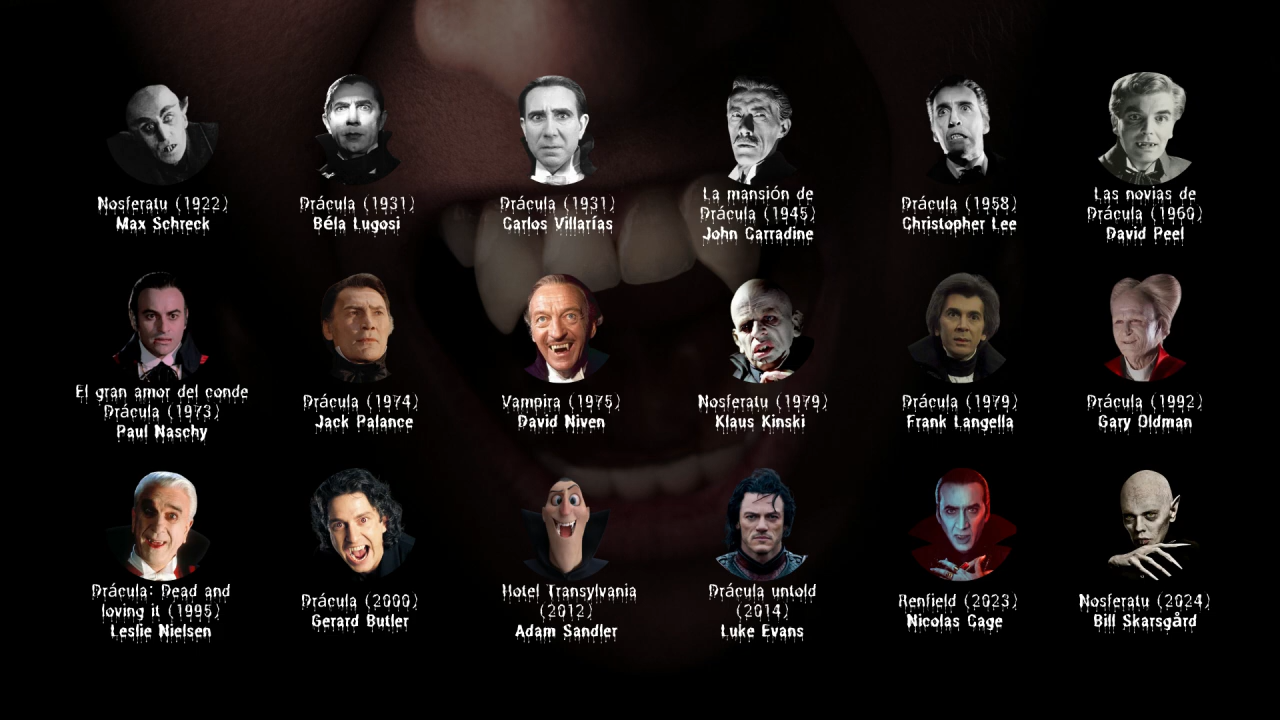 Nosferatu (1922)
Max Schreck
Drácula (1931)
Béla Lugosi
Drácula (1931)
Carlos Villarías
La mansión de
Drácula (1945)
John Carradine
Drácula (1958)
Christopher Lee
Las novias de
Drácula (1960)
David Peel
El gran amor del conde
Drácula (1973)
Paul Naschy
Drácula (1974)
Jack Palance
Vampira (1975)
David Niven
Nosferatu (1979)
Klaus Kinski
Drácula (1979)
Frank Langella
Drácula (1992)
Gary Oldman
Drácula: Dead and
loving it (1995)
Leslie Nielsen
Drácula (2000)
Gerard Butler
Hotel Transylvania
(2012)
Adam Sandler
Drácula untold
(2014)
Luke Evans
Renfield (2023)
Nicolas Cage
Nosferatu (2024)
Bill Skarsgård